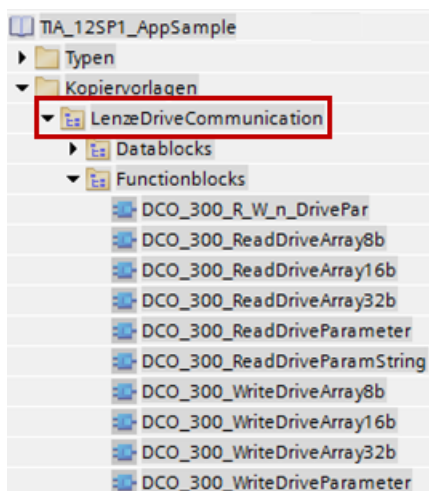 TIA_12SP1_AppSample
Typen
Kopiervorlagen
LenzeDriveCommunication
Datablocks
Functionblocks
DCO_300_R_W_n_DrivePar
DCO_300_ReadDriveArray8b
DCO_300_ReadDriveArray16b
DCO_300_ReadDriveArray32b
DCO_300_ReadDriveParameter
DCO_300_ReadDriveParamString
DCO_300_WriteDriveArray8b
DCO_300_WriteDriveArray16b
DCO_300_WriteDriveArray32b
DCO_300_WriteDriveParameter